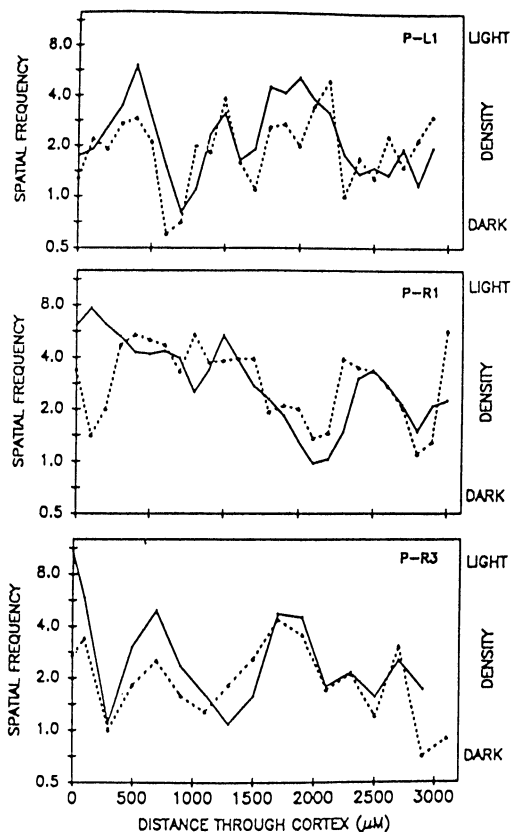 P-L1
LIGHT
8.0
4.0
2.0
1.0
0.5
SPATIAL FREQUENCY
DENSITY
DARK
P-R1
LIGHT
8.0
4.0
2.0
1.0
0.5
SPATIAL FREQUENCY
DENSITY
DARK
P-R3
LIGHT
8.0
4.0
2.0
1.0
0.5
SPATIAL FREQUENCY
DENSITY
DARK
0 500 1000 1500 2000 2500 3000
DISTANCE THROUGH CORTEX (μM)